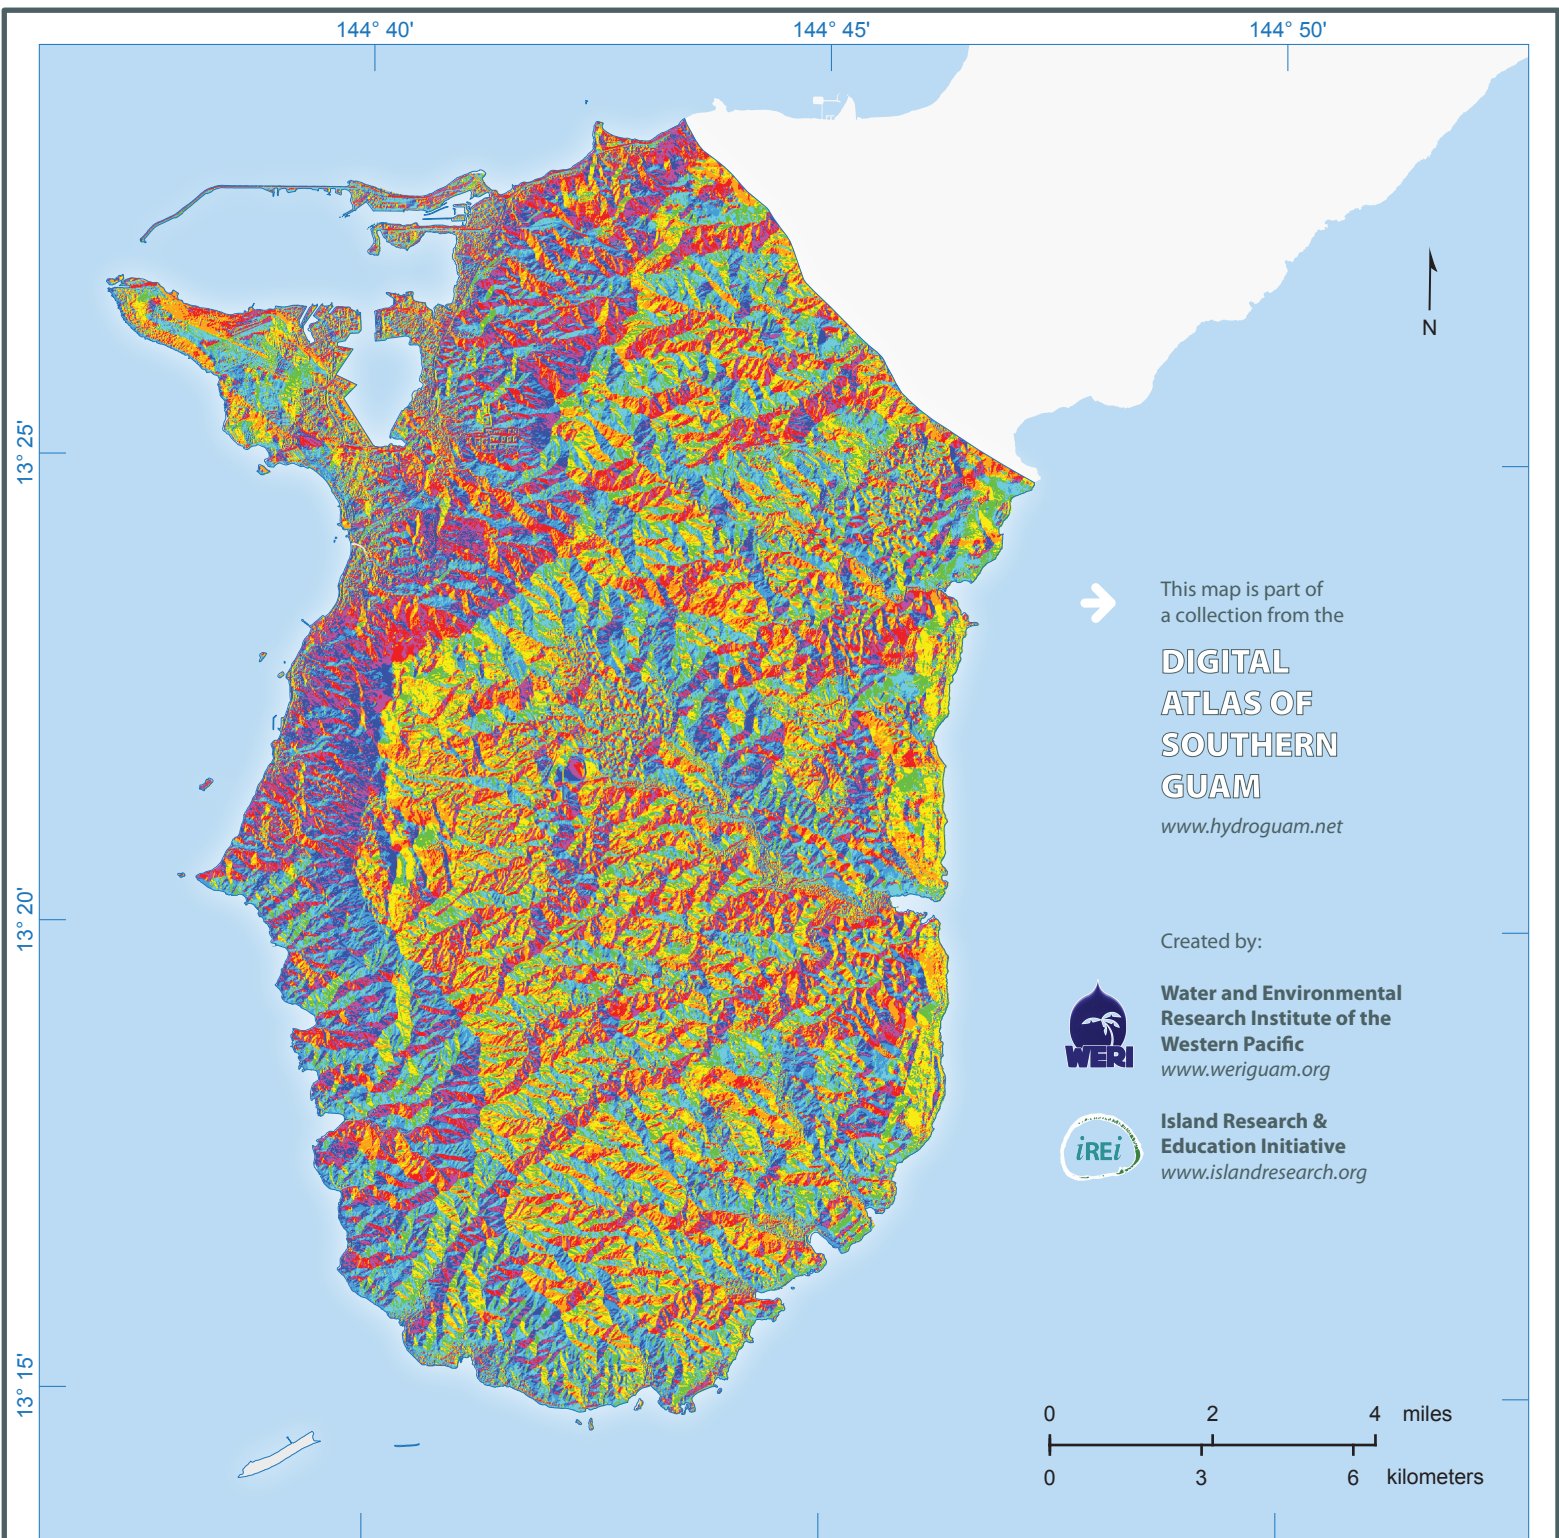 144° 40'
144° 45'
144° 50'
13° 25'
13° 20'
13° 15'
N
This map is part of
a collection from the
DIGITAL
ATLAS OF
SOUTHERN
GUAM
www.hydroguam.net
Created by:
WERI
Water and Environmental
Research Institute of the
Western Pacific
www.weriguam.org
iREi
Island Research &
Education Initiative
www.islandresearch.org
0 2 4 miles
0 3 6 kilometers